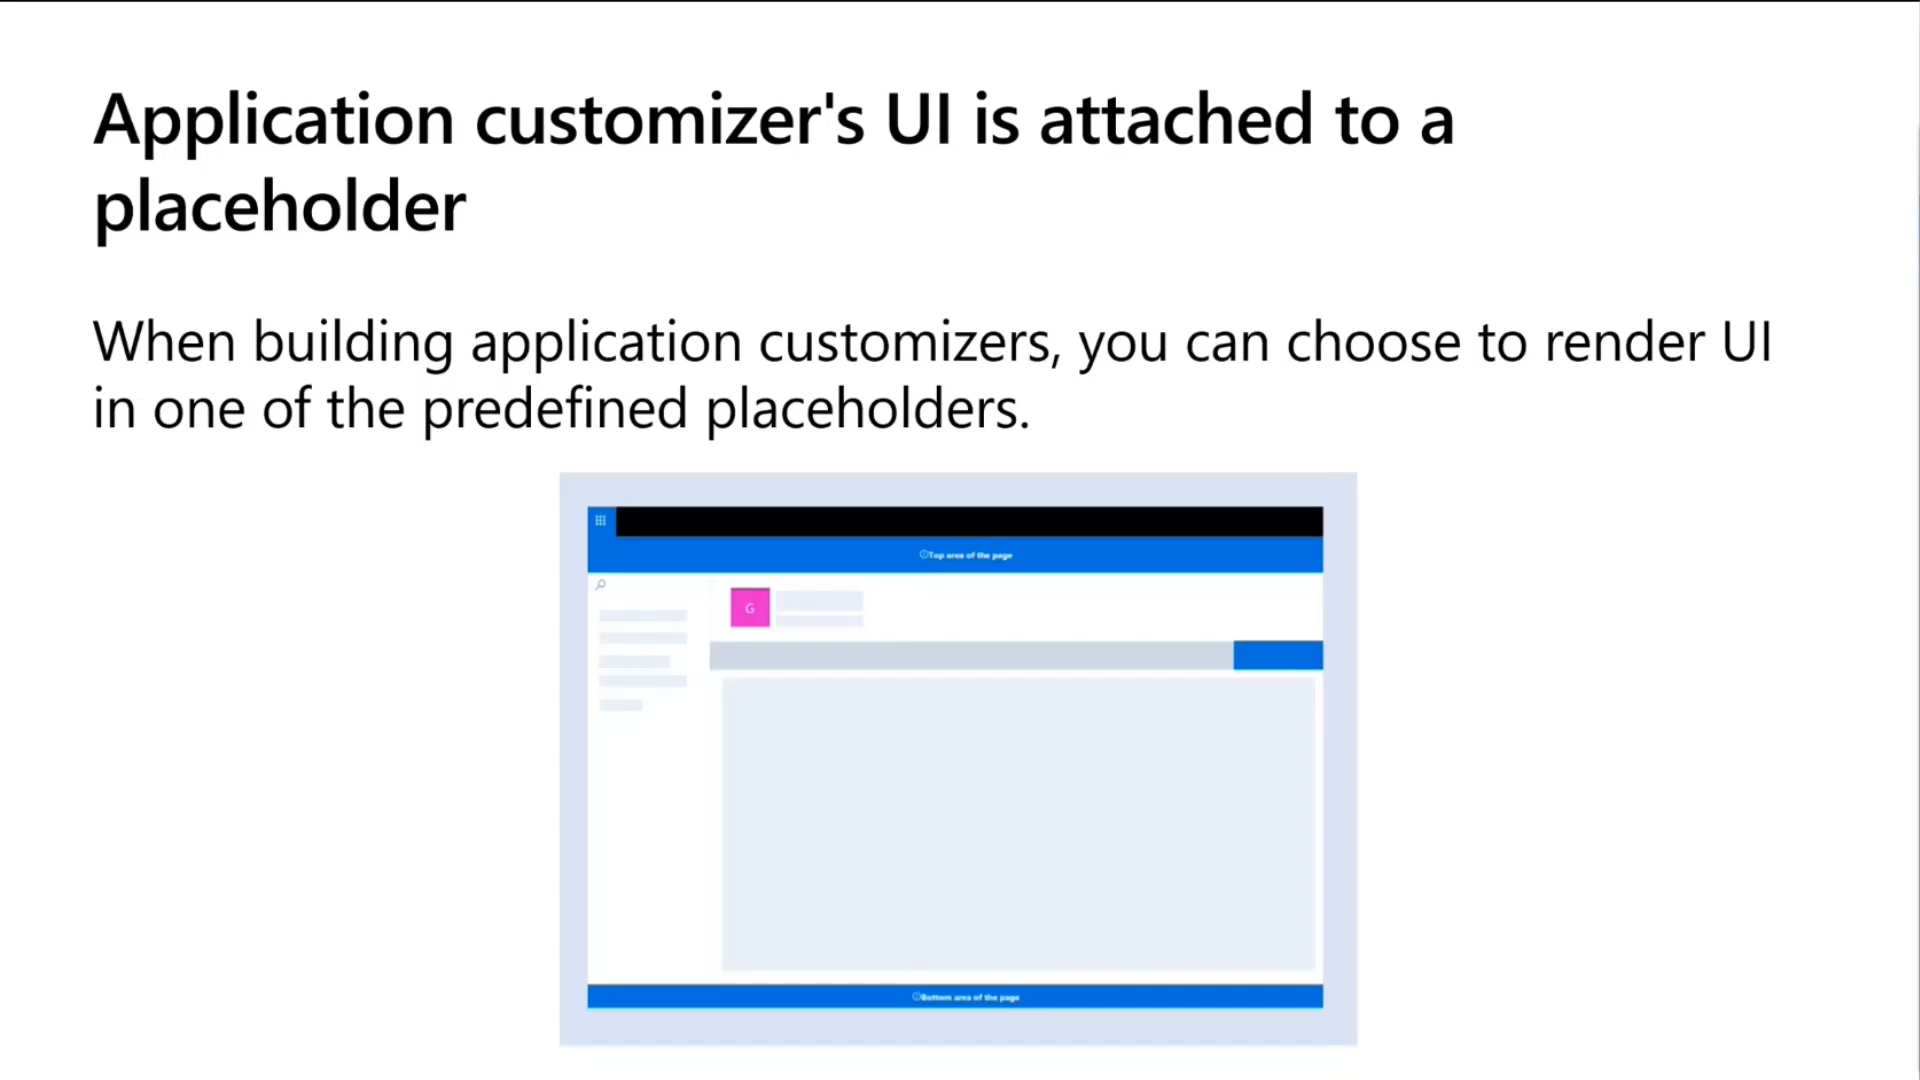 Application customizer's UI is attached to a
placeholder
When building application customizers, you can choose to render UI
in one of the predefined placeholders.
Top area of the page
G
Bottom area of the page